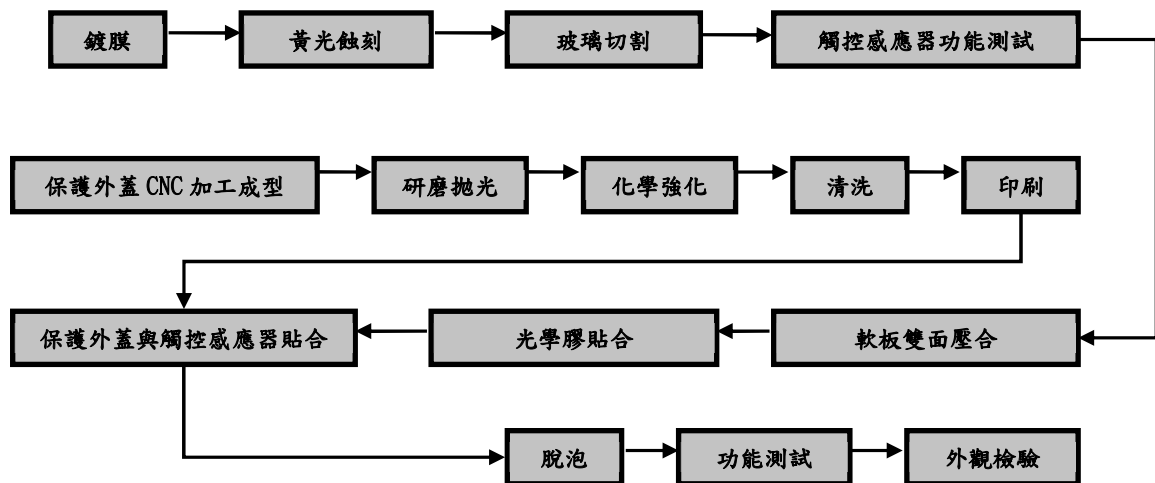 鍍膜
黃光蝕刻
玻璃切割
觸控感應器功能測試
保護外蓋 CNC 加工成型
研磨拋光
化學強化
清洗
印刷
保護外蓋與觸控感應器貼合
光學膠貼合
軟板雙面壓合
脫泡
功能測試
外觀檢驗